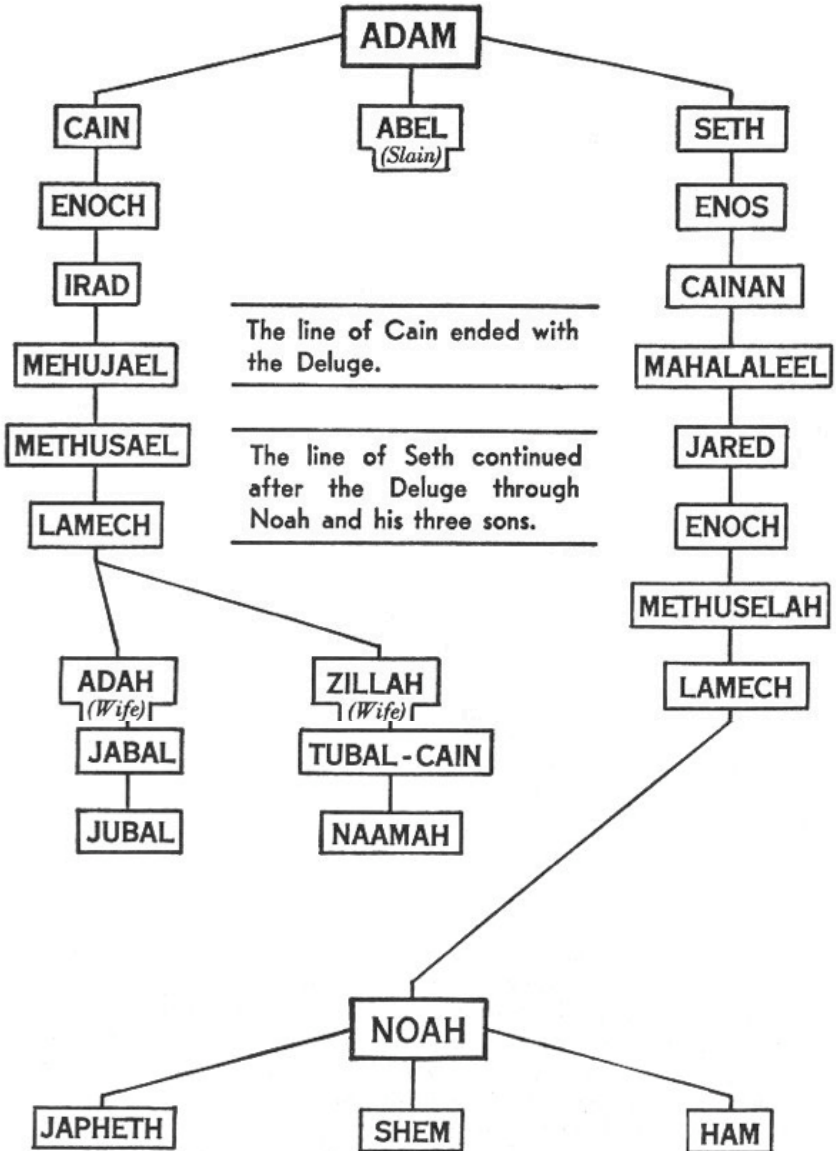 ADAM
CAIN
ABEL
(Slain)
SETH
ENOCH
ENOS
IRAD
CAINAN
The line of Cain ended with
the Deluge.
MEHUJAEL
MAHALALEEL
METHUSAEL
JARED
The line of Seth continued
after the Deluge through
Noah and his three sons.
LAMECH
ENOCH
METHUSELAH
ADAH
(Wife)
ZILLAH
(Wife)
LAMECH
JABAL
TUBAL-CAIN
JUBAL
NAAMAH
NOAH
JAPHETH
SHEM
HAM